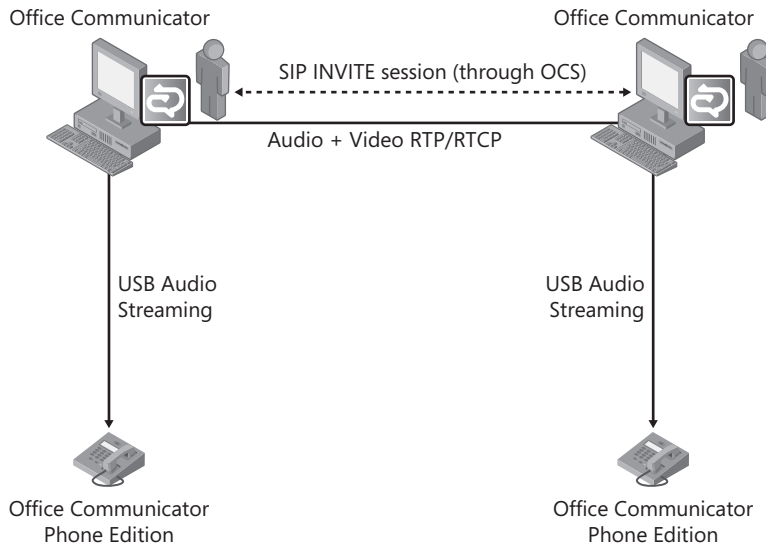 Office Communicator
Office Communicator
SIP INVITE session (through OCS)
Audio + Video RTP/RTCP
USB Audio
Streaming
USB Audio
Streaming
Office Communicator
Phone Edition
Office Communicator
Phone Edition